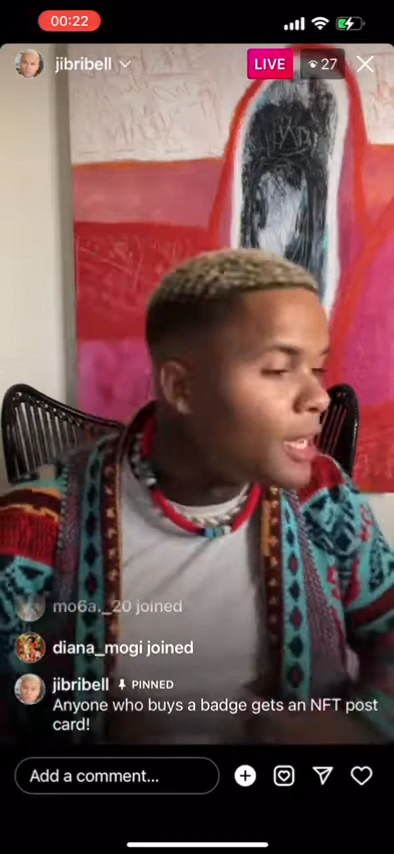 00:22
jibribell
LIVE
27
mo6a._20 joined
diana_mogi joined
jibribell PINNED
Anyone who buys a badge gets an NFT post
card!
Add a comment...